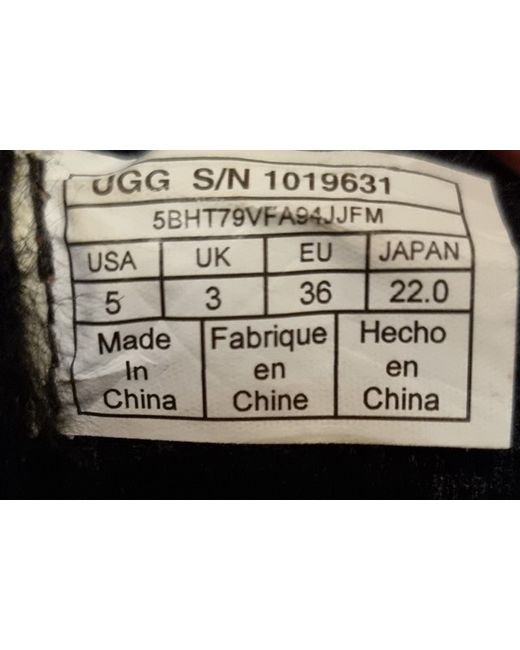 UGG S/N 1019631
5BHT79VFA94JJFM
USA UK EU JAPAN
5 3 36 22.0
Made In China
Fabrique en Chine
Hecho en China